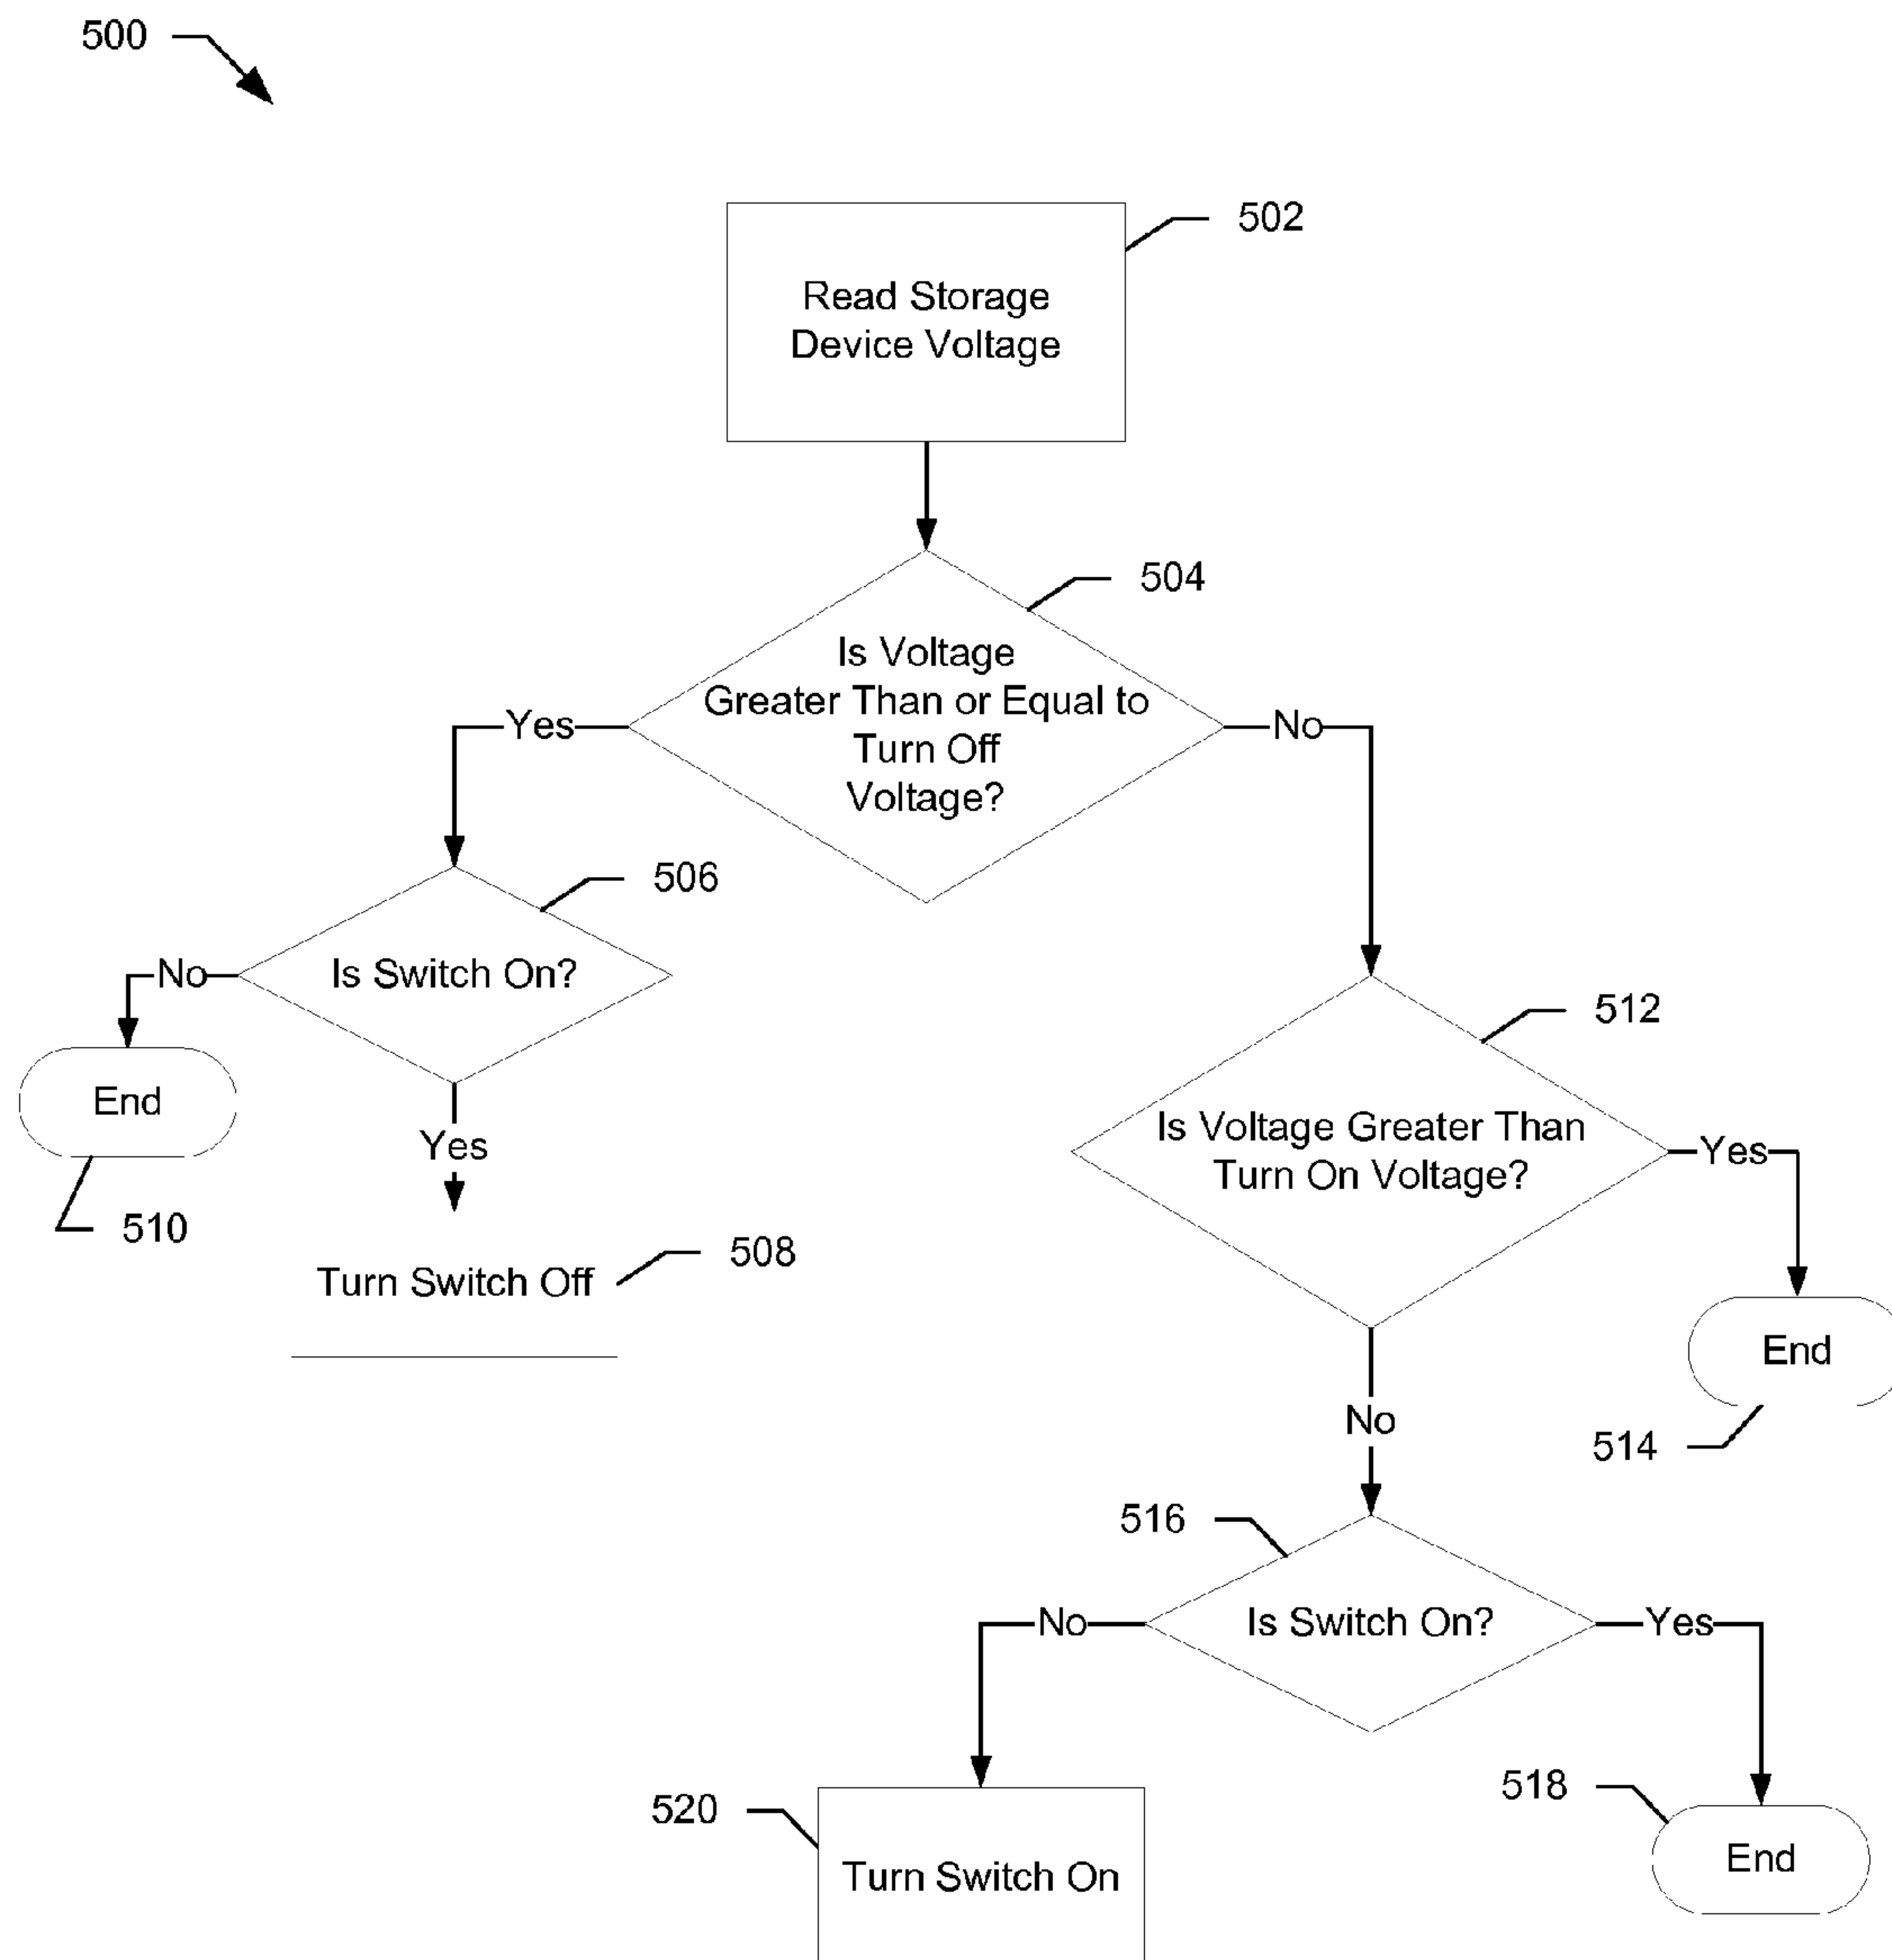 500
502
Read Storage
Device Voltage
504
Is Voltage
Greater Than or Equal to
Turn Off
Voltage?
Yes
No
506
Is Switch On?
No
512
End
Yes
Is Voltage Greater Than
Turn On Voltage?
Yes
510
508
Turn Switch Off
End
No
514
516
Is Switch On?
No
Yes
520
518
Turn Switch On
End